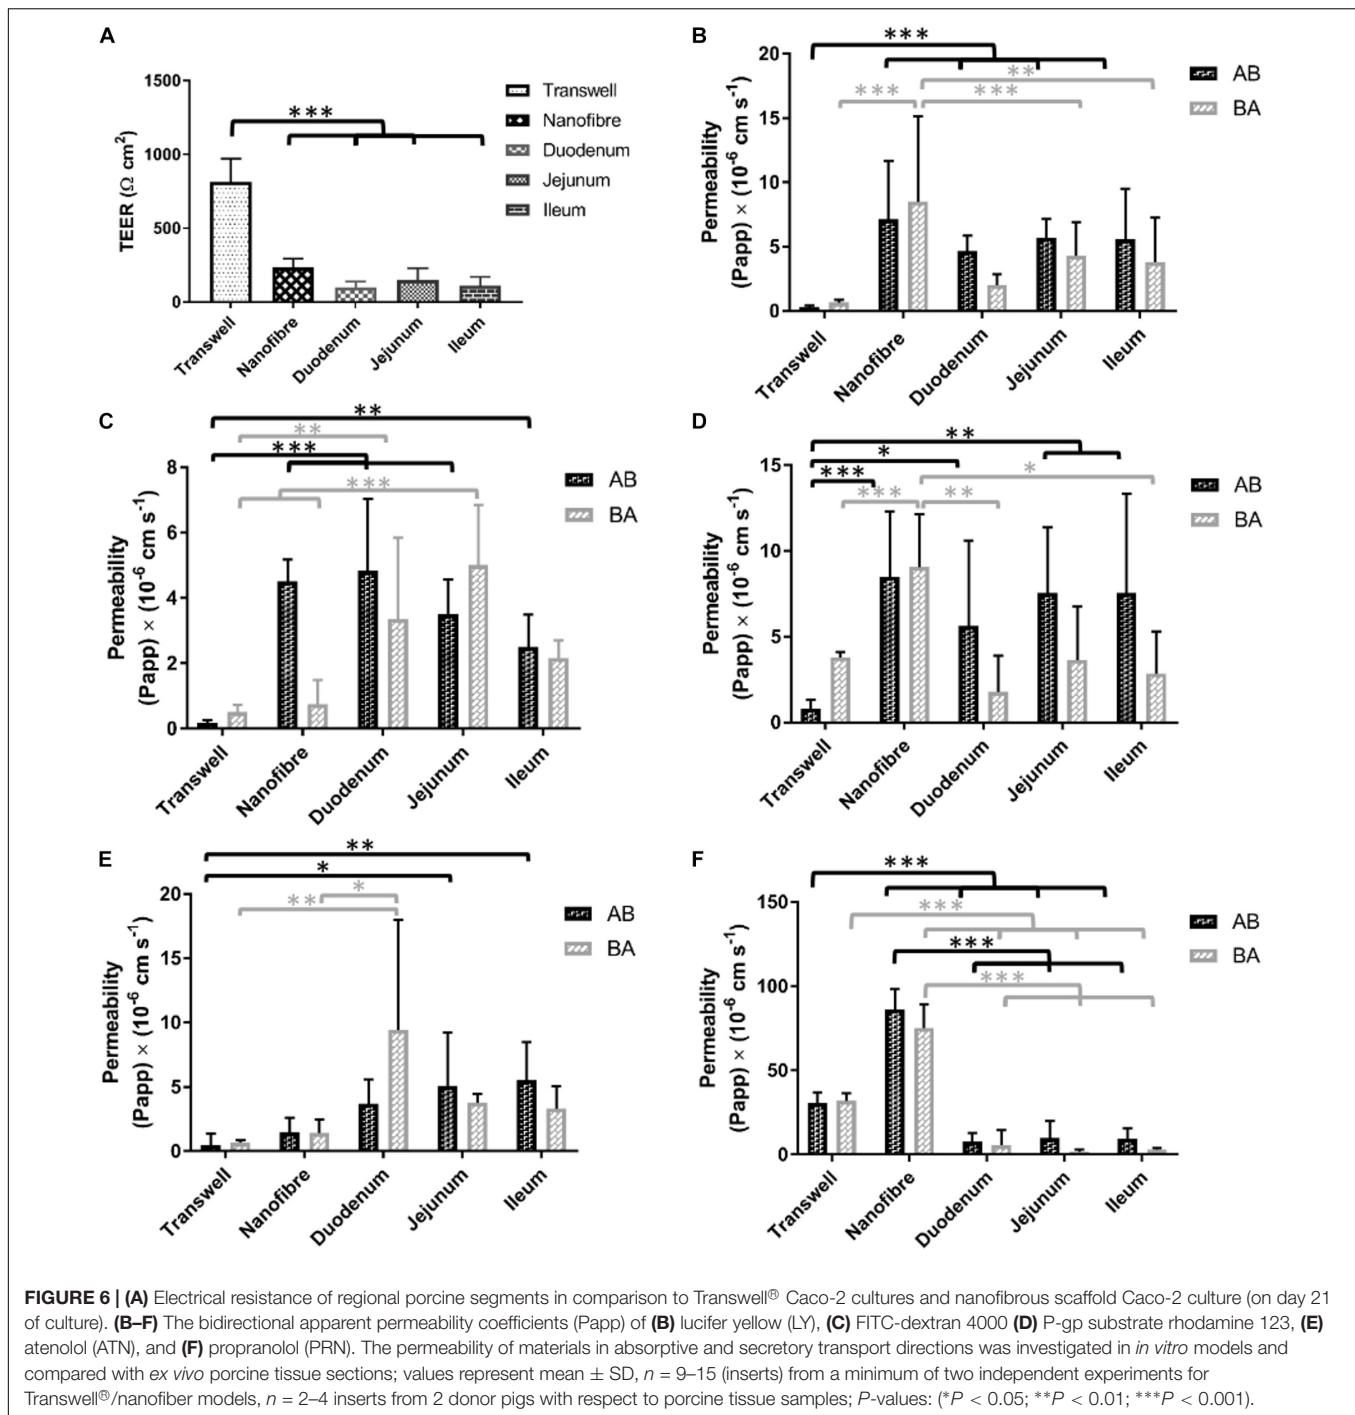 A
TEER (Ω cm²)
1500
1000
500
0
***
Transwell
Nanofibre
Duodenum
Jejunum
Ileum
Transwell
Nanofibre
Duodenum
Jejunum
Ileum
B
Permeability
(Papp) × (10⁻⁶ cm s⁻¹)
20
15
10
5
0
***
**
***
***
AB
BA
Transwell
Nanofibre
Duodenum
Jejunum
Ileum
C
Permeability
(Papp) × (10⁻⁶ cm s⁻¹)
8
6
4
2
0
**
**
***
***
AB
BA
Transwell
Nanofibre
Duodenum
Jejunum
Ileum
D
Permeability
(Papp) × (10⁻⁶ cm s⁻¹)
15
10
5
0
**
*
***
*
***
**
AB
BA
Transwell
Nanofibre
Duodenum
Jejunum
Ileum
E
Permeability
(Papp) × (10⁻⁶ cm s⁻¹)
20
15
10
5
0
**
*
*
**
AB
BA
Transwell
Nanofibre
Duodenum
Jejunum
Ileum
F
Permeability
(Papp) × (10⁻⁶ cm s⁻¹)
150
100
50
0
***
***
***
***
AB
BA
Transwell
Nanofibre
Duodenum
Jejunum
Ileum
FIGURE 6 | (A) Electrical resistance of regional porcine segments in comparison to Transwell® Caco-2 cultures and nanofibrous scaffold Caco-2 culture (on day 21
of culture). (B–F) The bidirectional apparent permeability coefficients (Papp) of (B) lucifer yellow (LY), (C) FITC-dextran 4000 (D) P-gp substrate rhodamine 123, (E)
atenolol (ATN), and (F) propranolol (PRN). The permeability of materials in absorptive and secretory transport directions was investigated in in vitro models and
compared with ex vivo porcine tissue sections; values represent mean ± SD, n = 9–15 (inserts) from a minimum of two independent experiments for
Transwell®/nanofiber models, n = 2–4 inserts from 2 donor pigs with respect to porcine tissue samples; P-values: (*P < 0.05; **P < 0.01; ***P < 0.001).